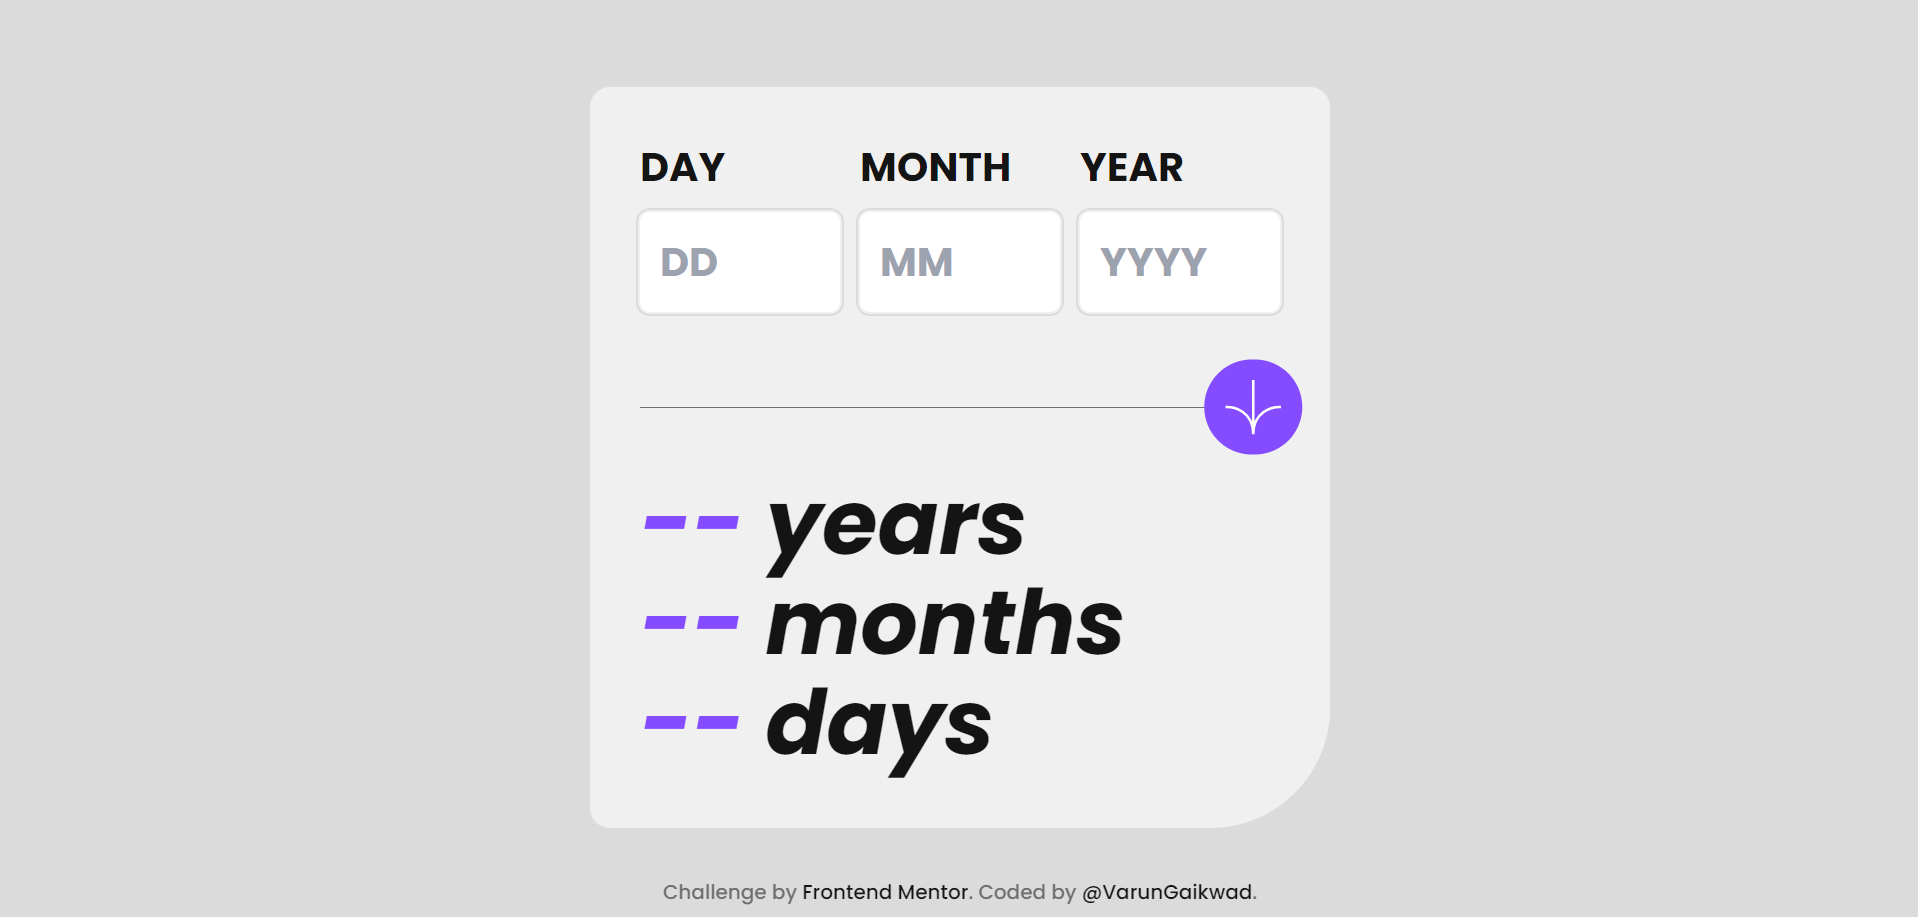 DAY MONTH YEAR
DD MM YYYY
-- years
-- months
-- days
Challenge by Frontend Mentor. Coded by @VarunGaikwad.